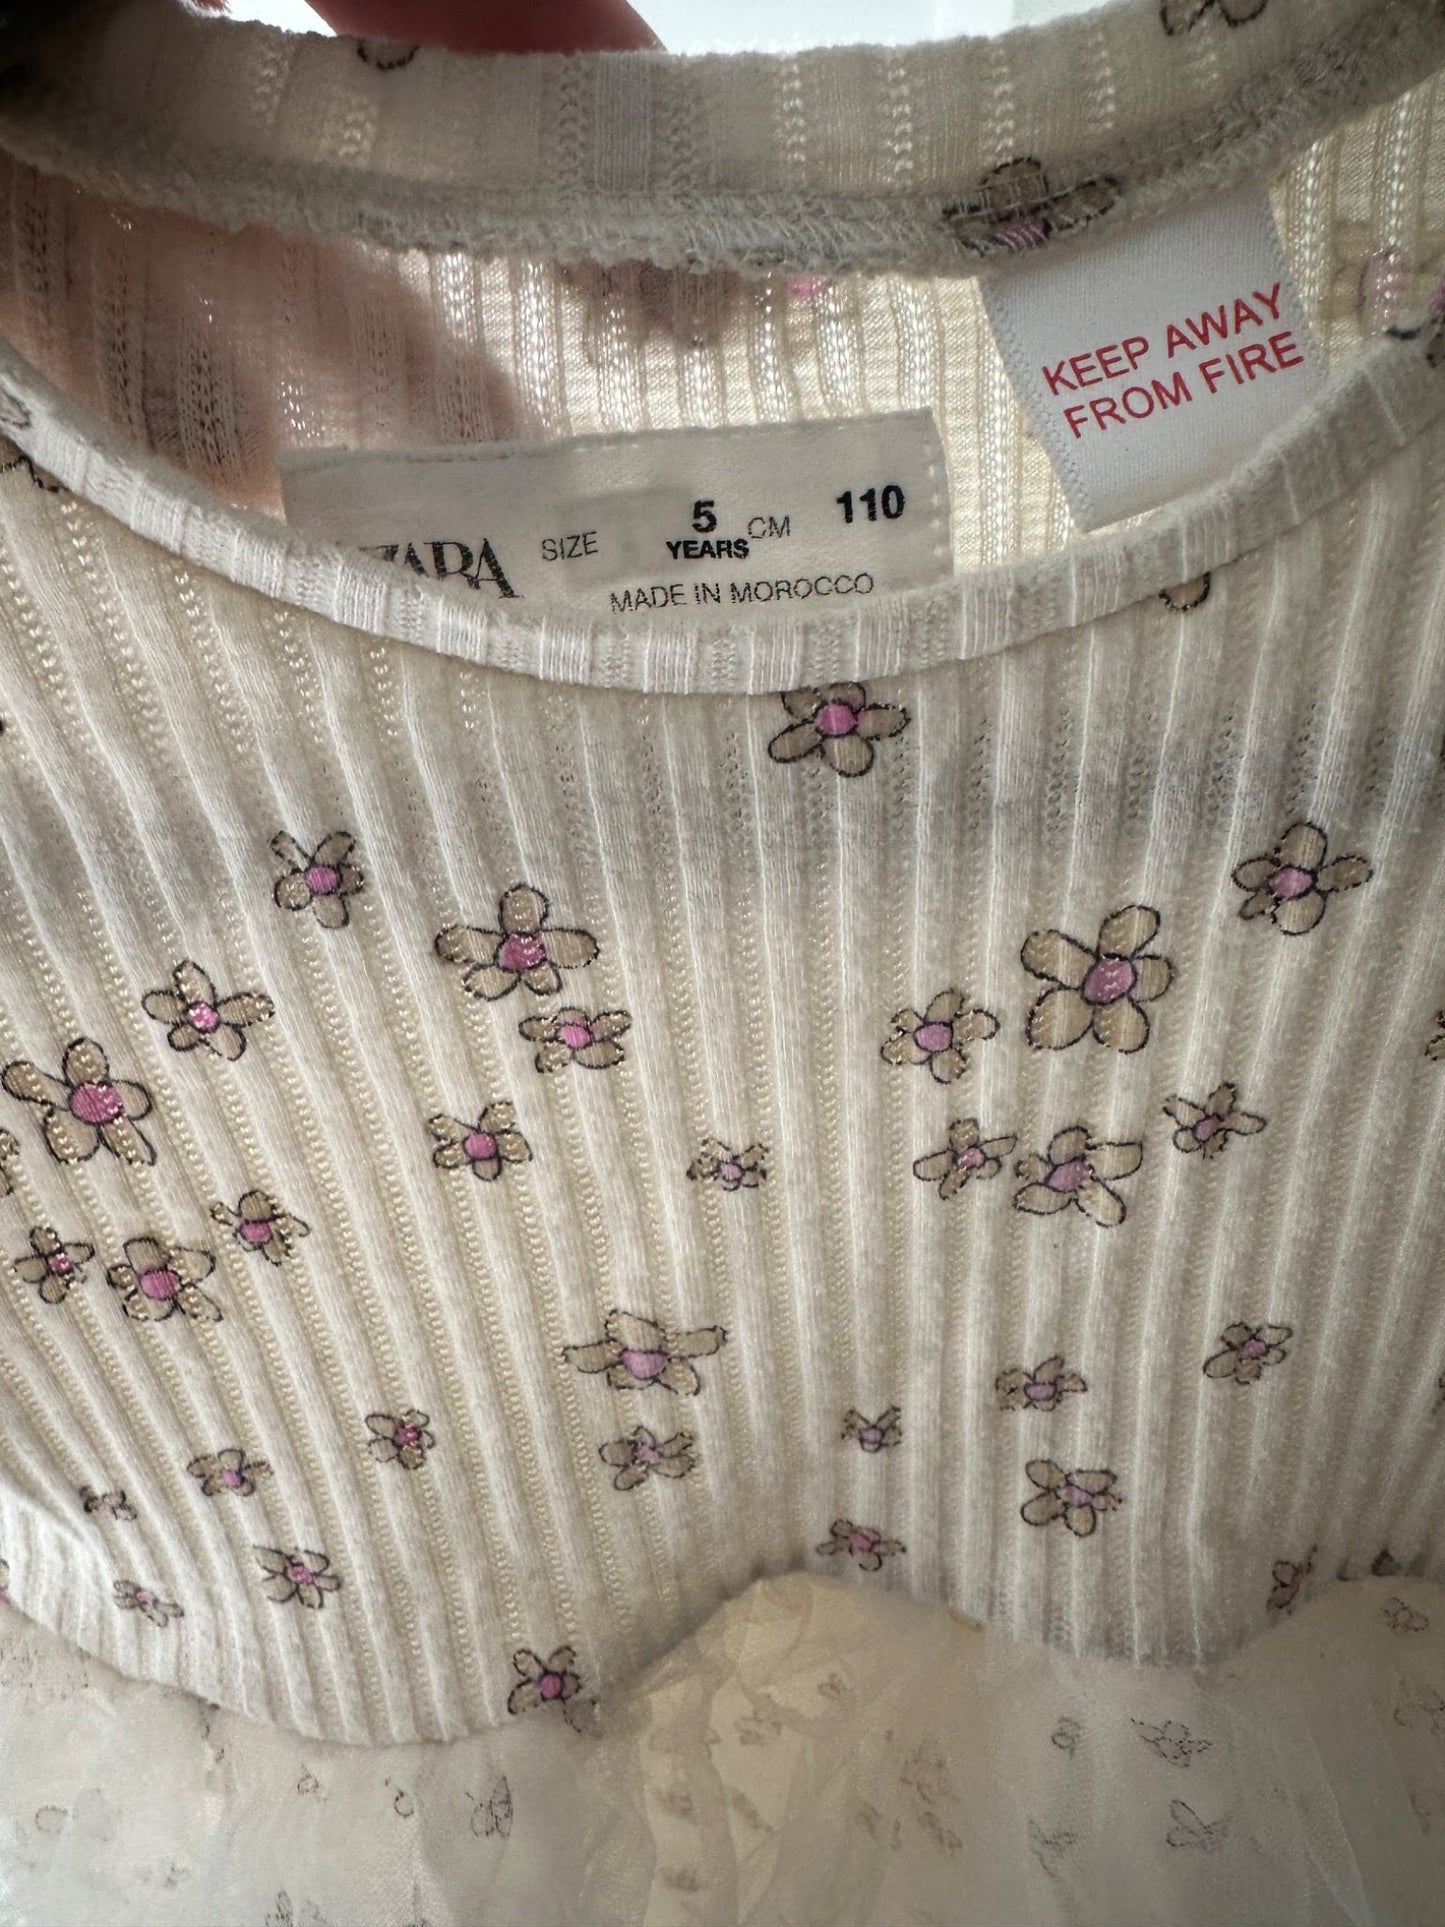 KEEP AWAY
FROM FIRE
ZARA SIZE 5 YEARS CM 110
MADE IN MOROCCO